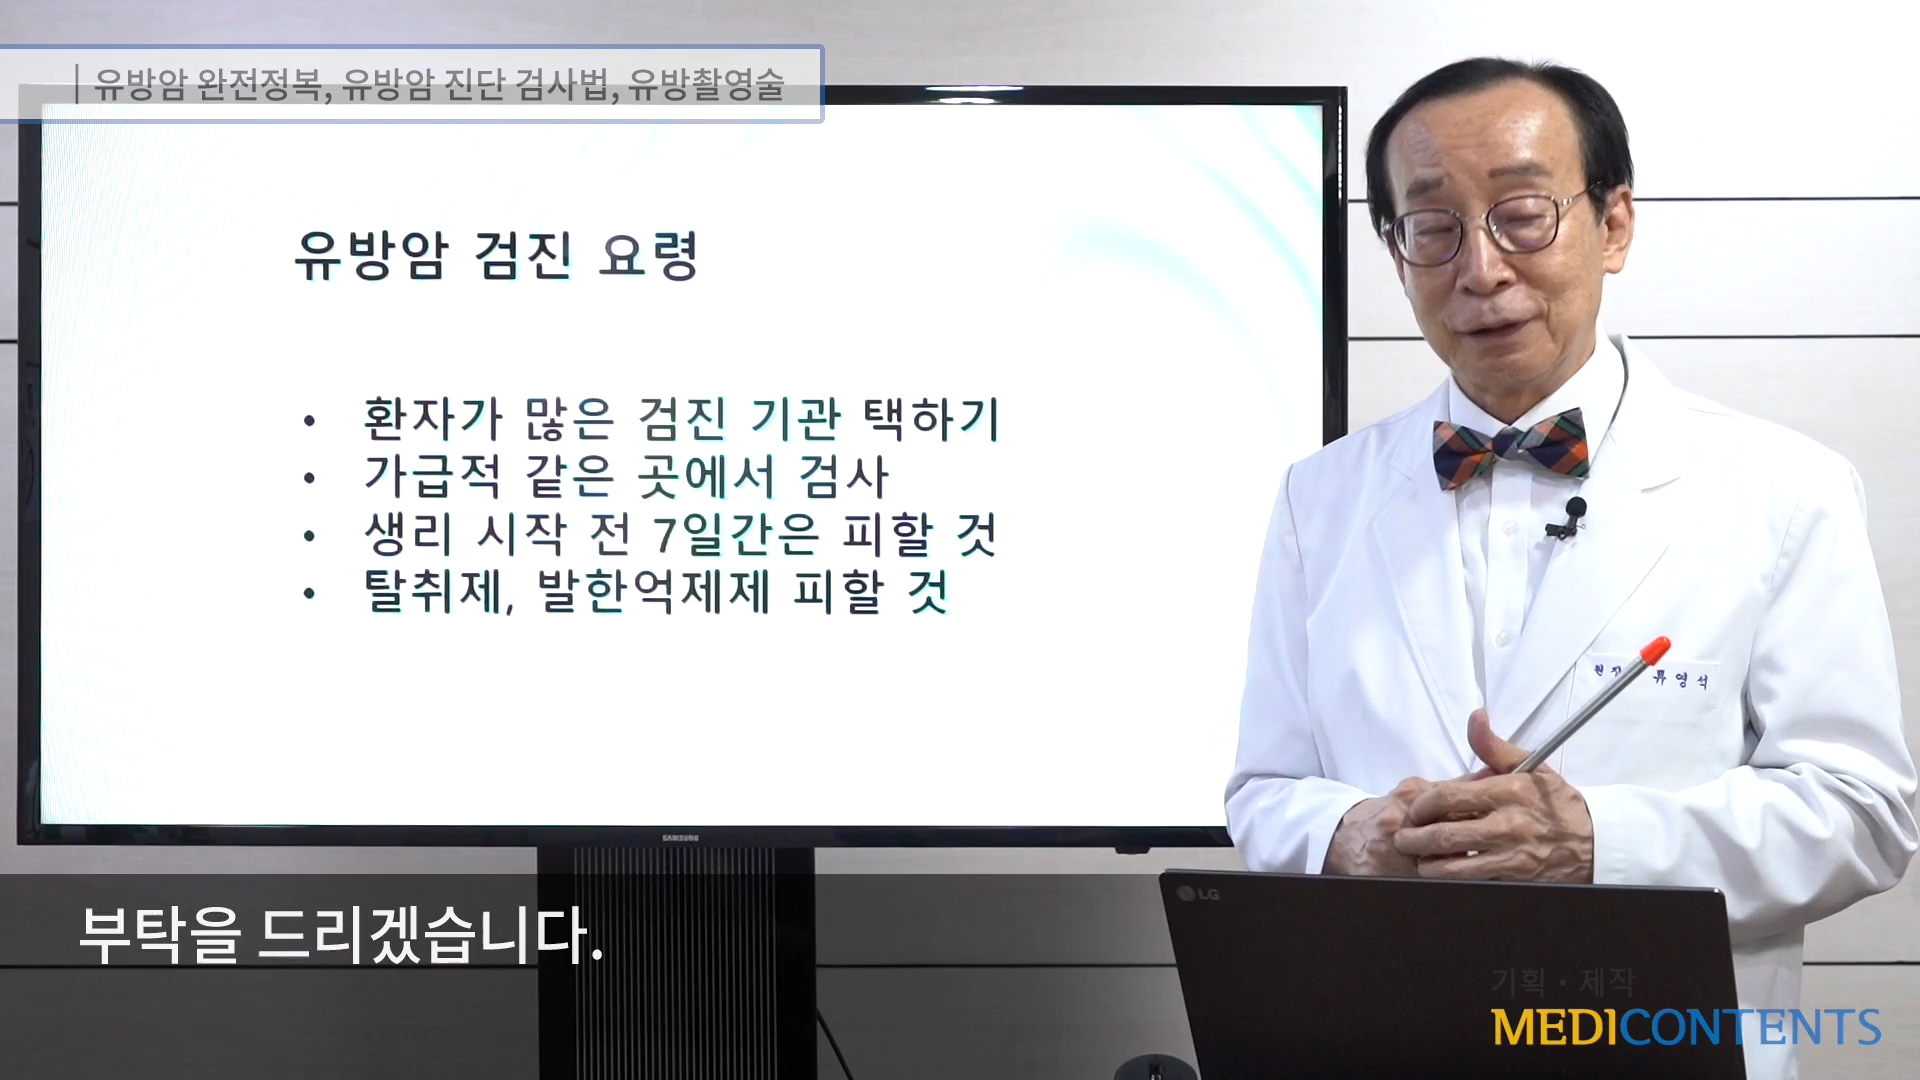 유방암 완전정복, 유방암 진단 검사법, 유방촬영술
유방암 검진 요령
• 환자가 많은 검진 기관 택하기
• 가급적 같은 곳에서 검사
• 생리 시작 전 7일간은 피할 것
• 탈취제, 발한억제제 피할 것
SAMSUNG
류영석
LG
부탁을 드리겠습니다.
기획·제작
MEDICONTENTS